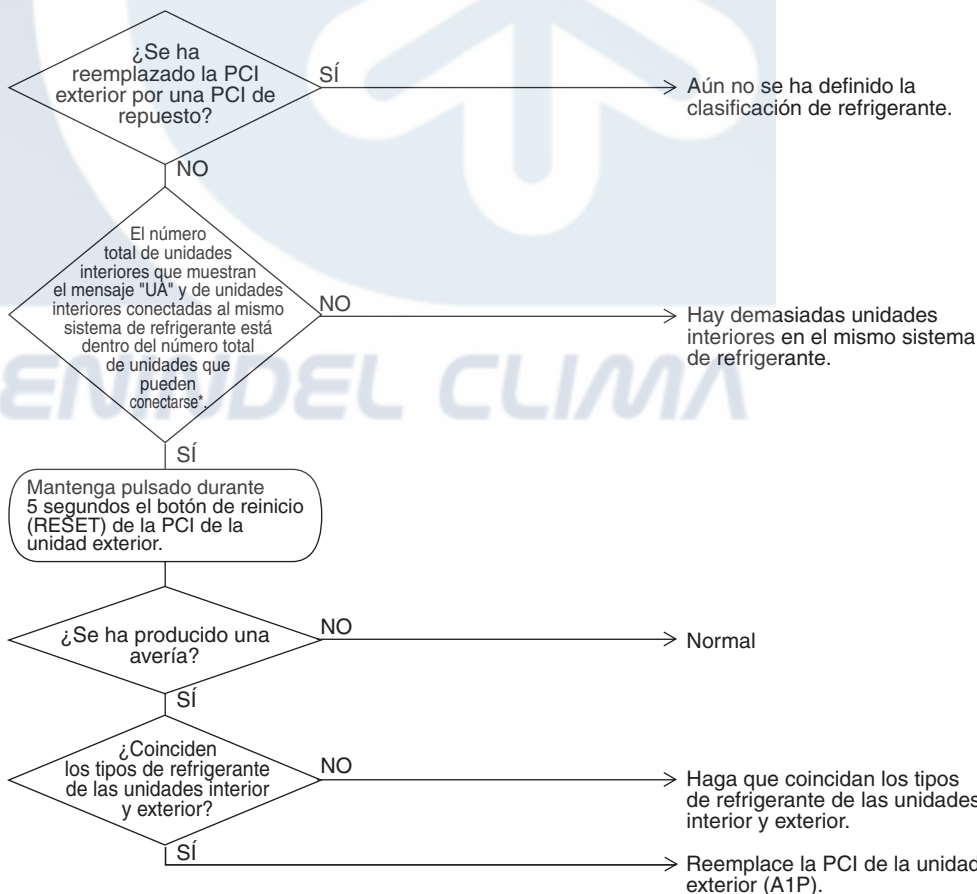 ¿Se ha
reemplazado la PCI
exterior por una PCI de
repuesto?
SÍ
Aún no se ha definido la
clasificación de refrigerante.
NO
El número
total de unidades
interiores que muestran
el mensaje "UA" y de unidades
interiores conectadas al mismo
sistema de refrigerante está
dentro del número total
de unidades que
pueden
conectarse*.
NO
Hay demasiadas unidades
interiores en el mismo sistema
de refrigerante.
SÍ
Mantenga pulsado durante
5 segundos el botón de reinicio
(RESET) de la PCI de la
unidad exterior.
¿Se ha producido una
avería?
NO
Normal
SÍ
¿Coinciden
los tipos de refrigerante
de las unidades interior
y exterior?
NO
Haga que coincidan los tipos
de refrigerante de las unidades
interior y exterior.
SÍ
Reemplace la PCI de la unidad
exterior (A1P).
CLIMA